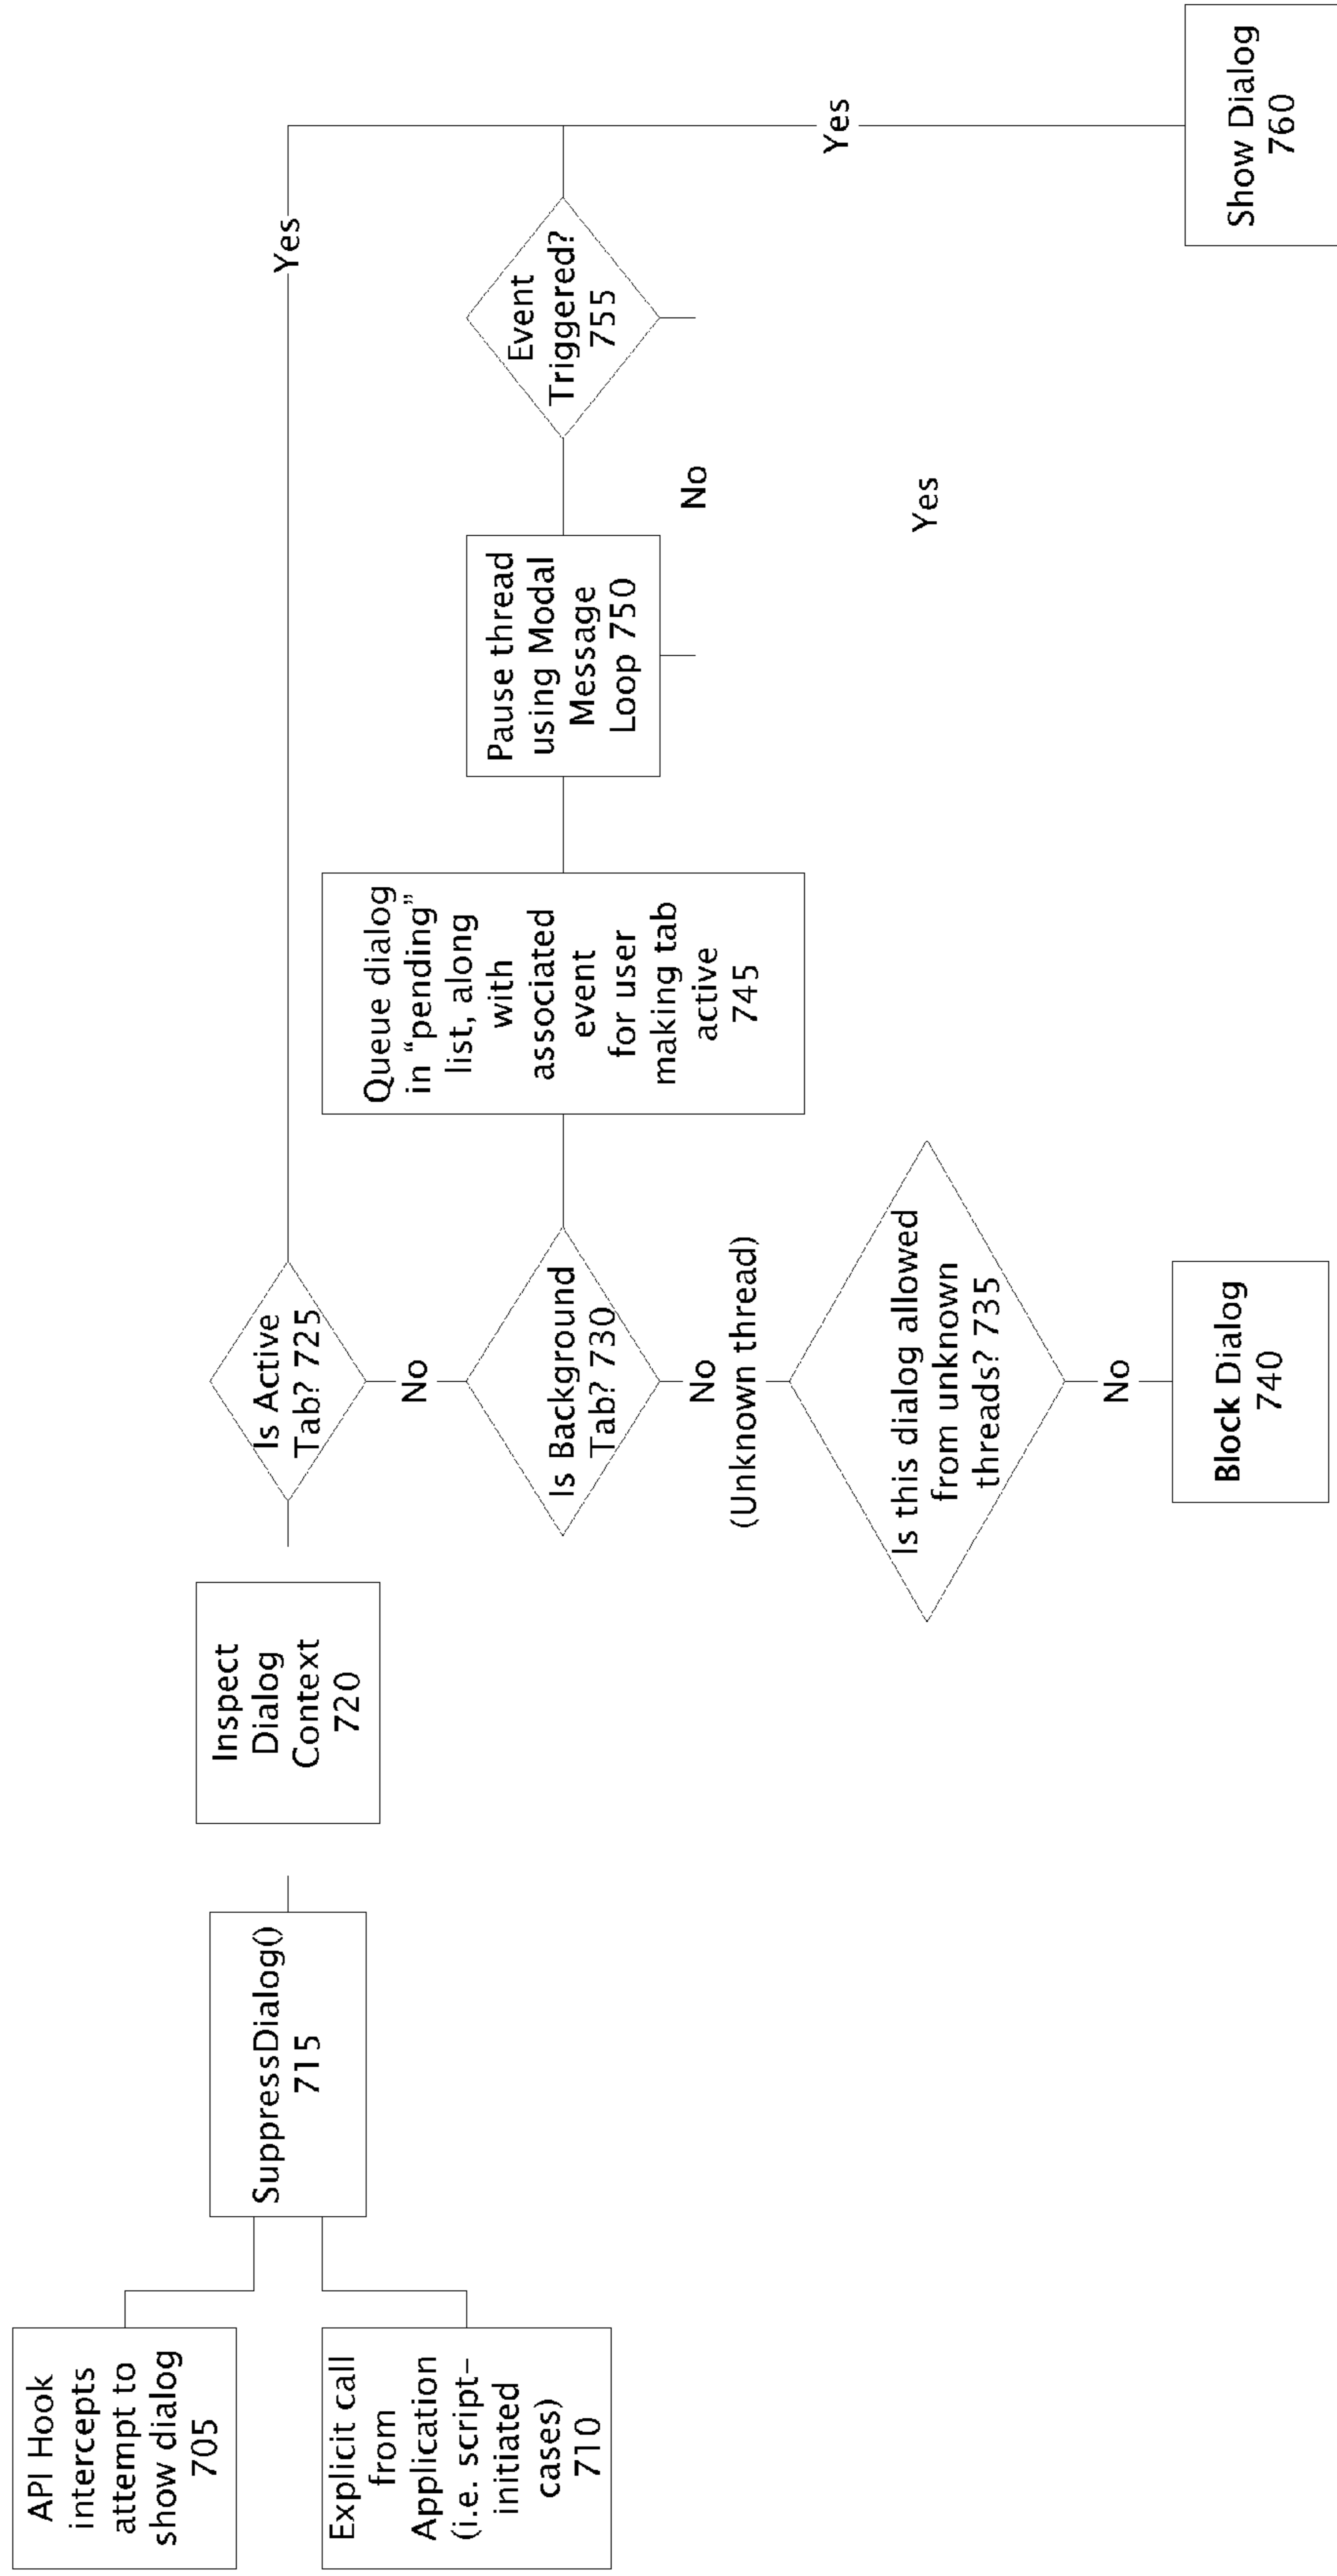 API Hook
intercepts
attempt to
show dialog
705
Explicit call
from
Application
(i.e. script–
initiated
cases)
710
SuppressDialog()
715
Inspect
Dialog
Context
720
Is Active
Tab? 725
Yes
No
Is Background
Tab? 730
No
(Unknown thread)
Is this dialog allowed
from unknown
threads? 735
No
Block Dialog
740
Queue dialog
in “pending”
list, along
with
associated
event
for user
making tab
active
745
Pause thread
using Modal
Message
Loop 750
No
Yes
Event
Triggered?
755
Yes
Show Dialog
760